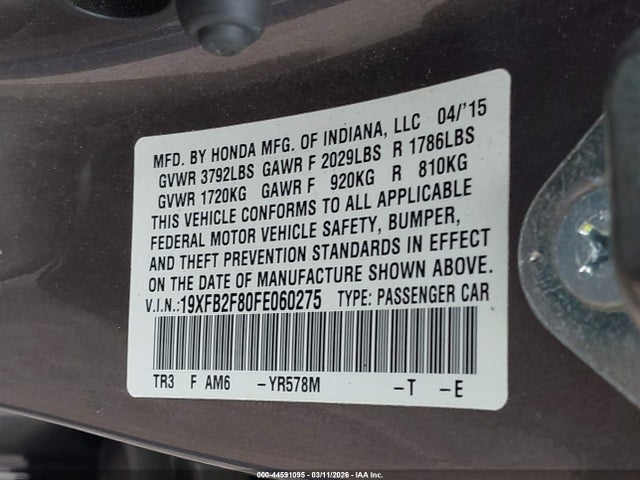 MFD. BY HONDA MFG. OF INDIANA, LLC 04/'15
GVWR 3792LBS GAWR F 2029LBS R 1786LBS
GVWR 1720KG GAWR F 920KG R 810KG
THIS VEHICLE CONFORMS TO ALL APPLICABLE
FEDERAL MOTOR VEHICLE SAFETY, BUMPER,
AND THEFT PREVENTION STANDARDS IN EFFECT
ON THE DATE OF MANUFACTURE SHOWN ABOVE.
V.I.N.:19XFB2F80FE060275 TYPE: PASSENGER CAR
TR3 F AM6 -YR578M -T -E
000-44591095 - 03/11/2026 - IAA Inc.